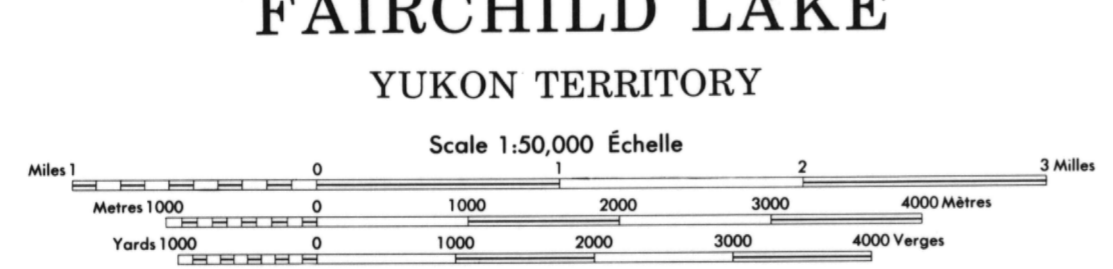 FAIRCHILD LAKE
YUKON TERRITORY
Scale 1:50,000 Échelle
Miles 1 0 1 2 3 Milles
Metres 1000 0 1000 2000 3000 4000 Mètres
Yards 1000 0 1000 2000 3000 4000 Verges